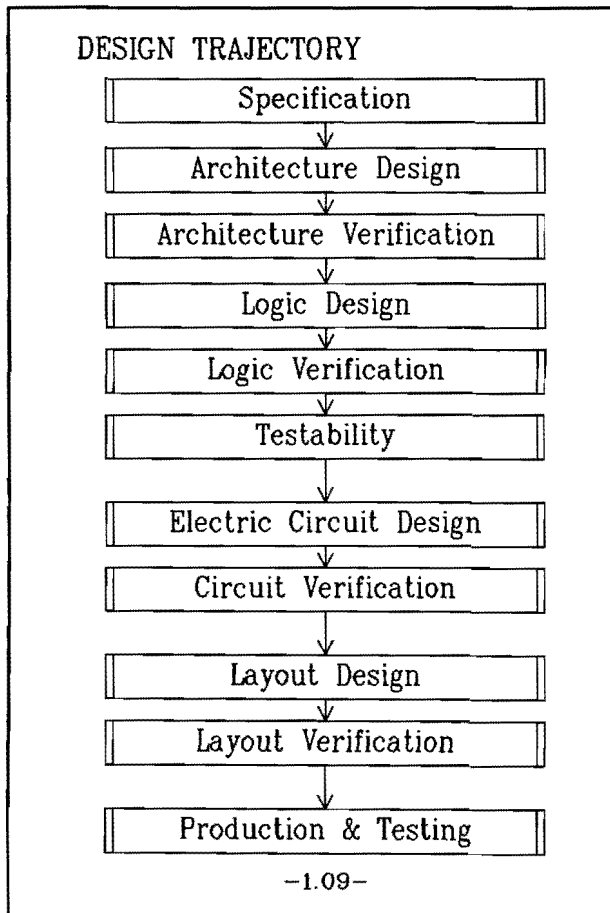 DESIGN TRAJECTORY
Specification
Architecture Design
Architecture Verification
Logic Design
Logic Verification
Testability
Electric Circuit Design
Circuit Verification
Layout Design
Layout Verification
Production & Testing
-1.09-